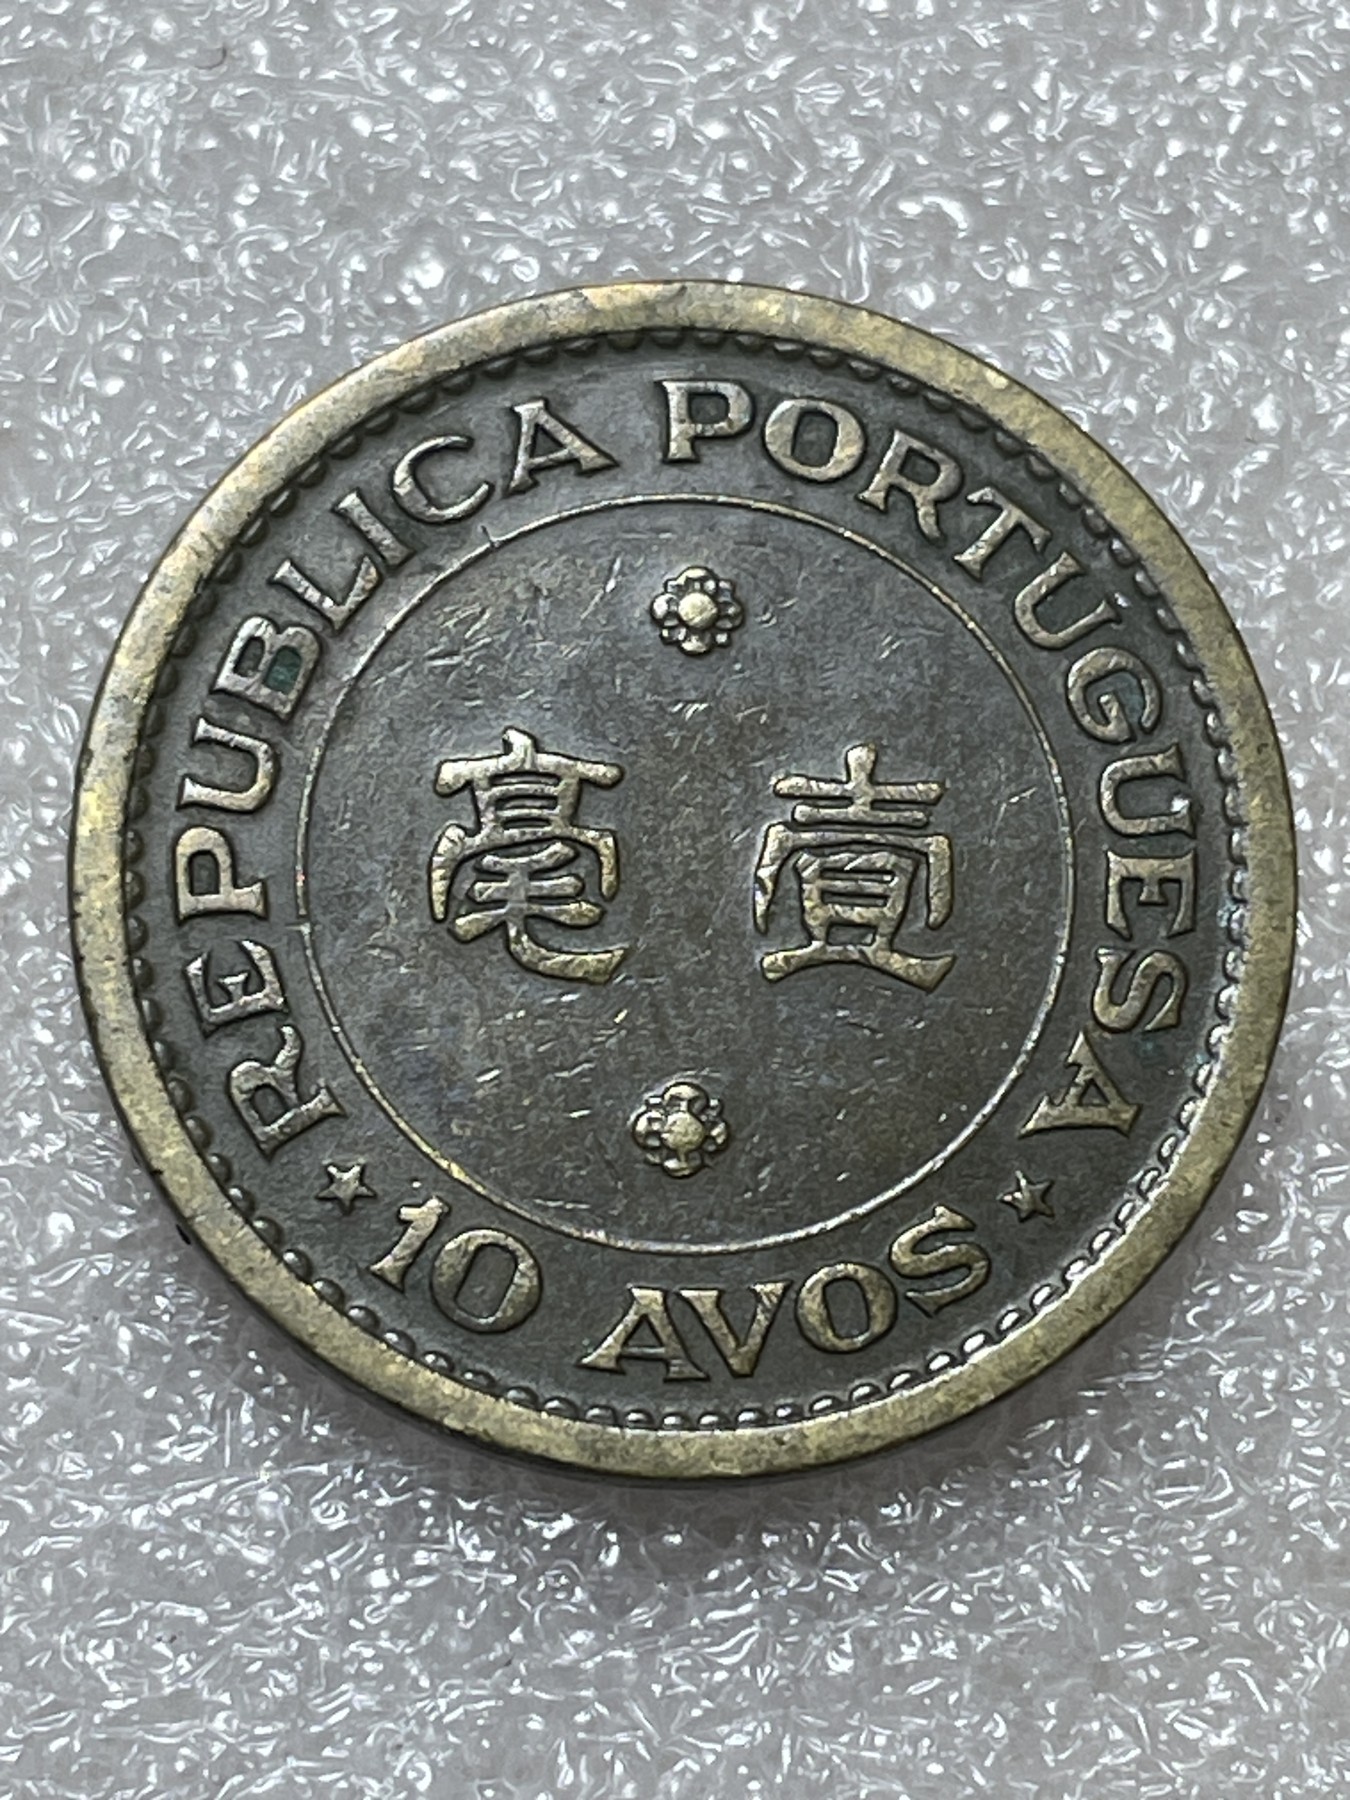 REPUBLICA PORTUGUESA
毫 壹
★ 10 AVOS ★